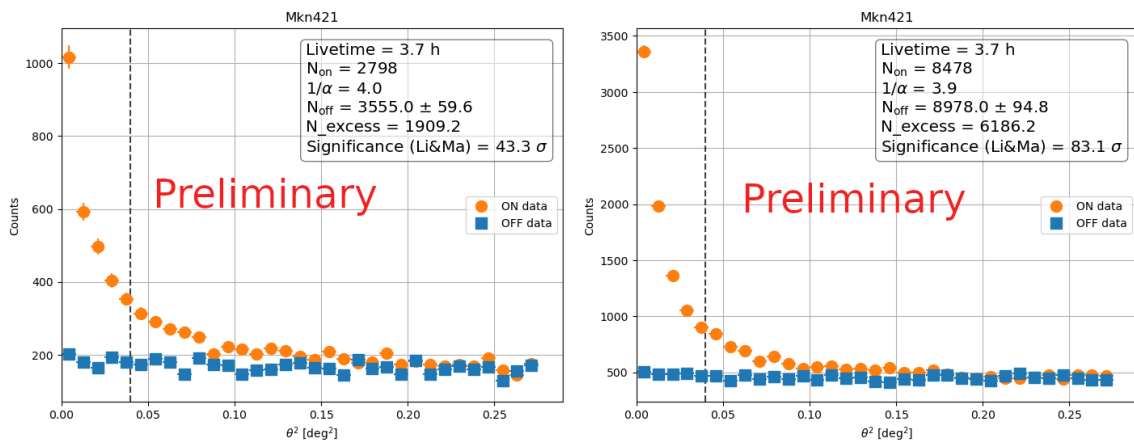 Mkn421
1000
800
600
400
200
Counts
0.00
0.05
0.10
0.15
0.20
0.25
θ² [deg²]
Livetime = 3.7 h
N_on = 2798
1/α = 4.0
N_off = 3555.0 ± 59.6
N_excess = 1909.2
Significance (Li&Ma) = 43.3 σ
Preliminary
ON data
OFF data
Mkn421
3500
3000
2500
2000
1500
1000
500
Counts
0.00
0.05
0.10
0.15
0.20
0.25
θ² [deg²]
Livetime = 3.7 h
N_on = 8478
1/α = 3.9
N_off = 8978.0 ± 94.8
N_excess = 6186.2
Significance (Li&Ma) = 83.1 σ
Preliminary
ON data
OFF data